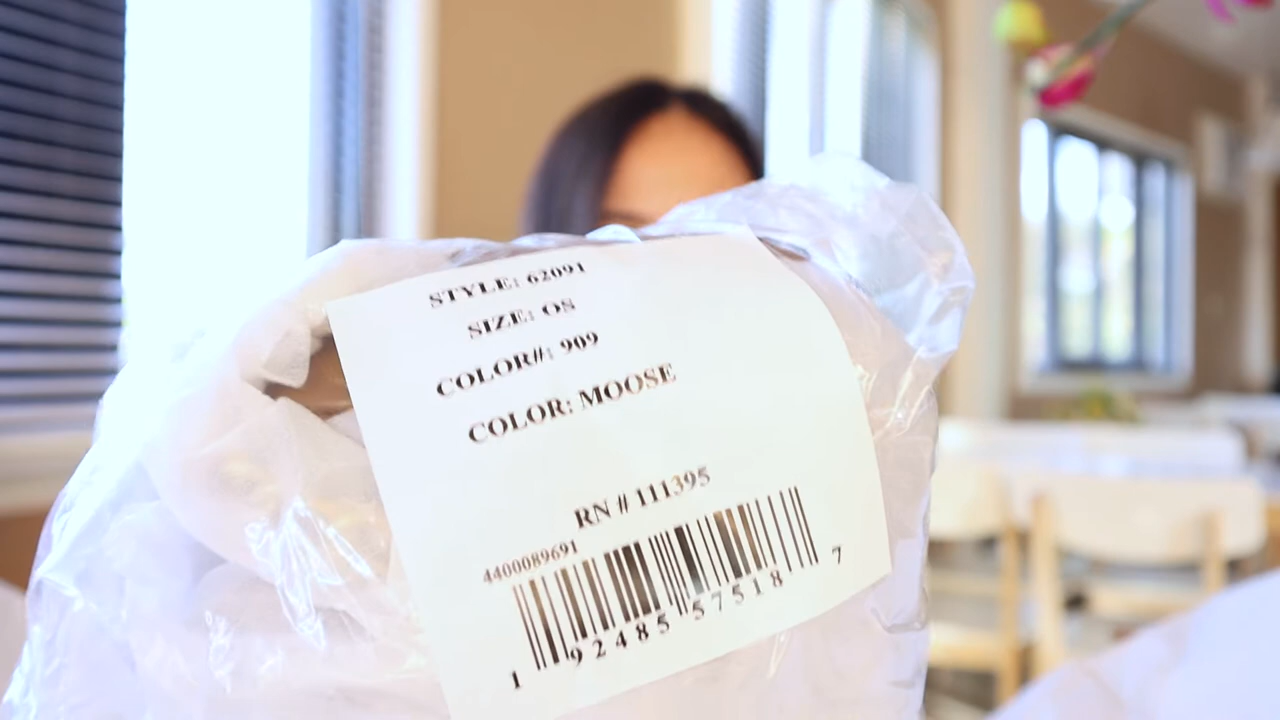 STYLE: 62091
SIZE: OS
COLOR#: 909
COLOR: MOOSE
RN # 111395
4400089691
1 92485 57518 7